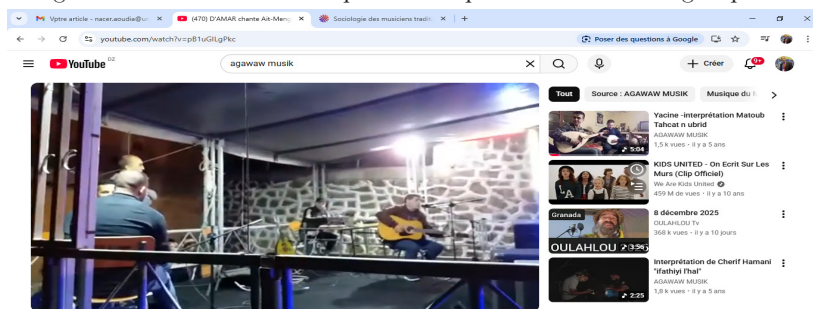 Vptre article - nacer.aoudia@un
(470) D'AMAR chante Ait-Meng
Sociologie des musiciens tradit
youtube.com/watch?v=pB1uGIlLgPkc
Poser des questions à Google
YouTube DZ
agawaw musik
Créer
9+
Tout
Source : AGAWAW MUSIK
Musique du
Yacine -interprétation Matoub
Tahcat n ubrid
AGAWAW MUSIK
1,5 k vues • il y a 5 ans
5:04
KIDS UNITED - On Ecrit Sur Les
Murs (Clip Officiel)
We Are Kids United
459 M de vues • il y a 10 ans
Granada
8 décembre 2025
OULAHLOU Tv
368 k vues • il y a 10 jours
OULAHLOU
3:56
Interprétation de Cherif Hamani
"ifathiyi l'hal"
AGAWAW MUSIK
1,8 k vues • il y a 5 ans
2:25